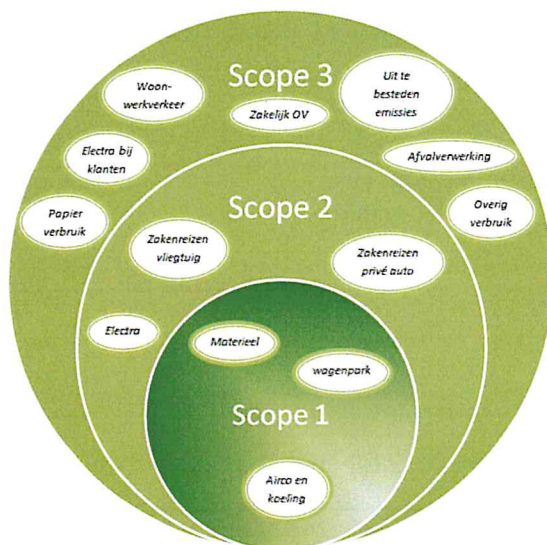 Scope 3
Woon-
werkverkeer
Zakelijk OV
Uit te
besteden
emissies
Electra bij
klanten
Afvalverwerking
Papier
verbruik
Overig
verbruik
Scope 2
Zakenreizen
vliegtuig
Zakenreizen
privé auto
Electra
Materieel
wagenpark
Scope 1
Airco en
koeling